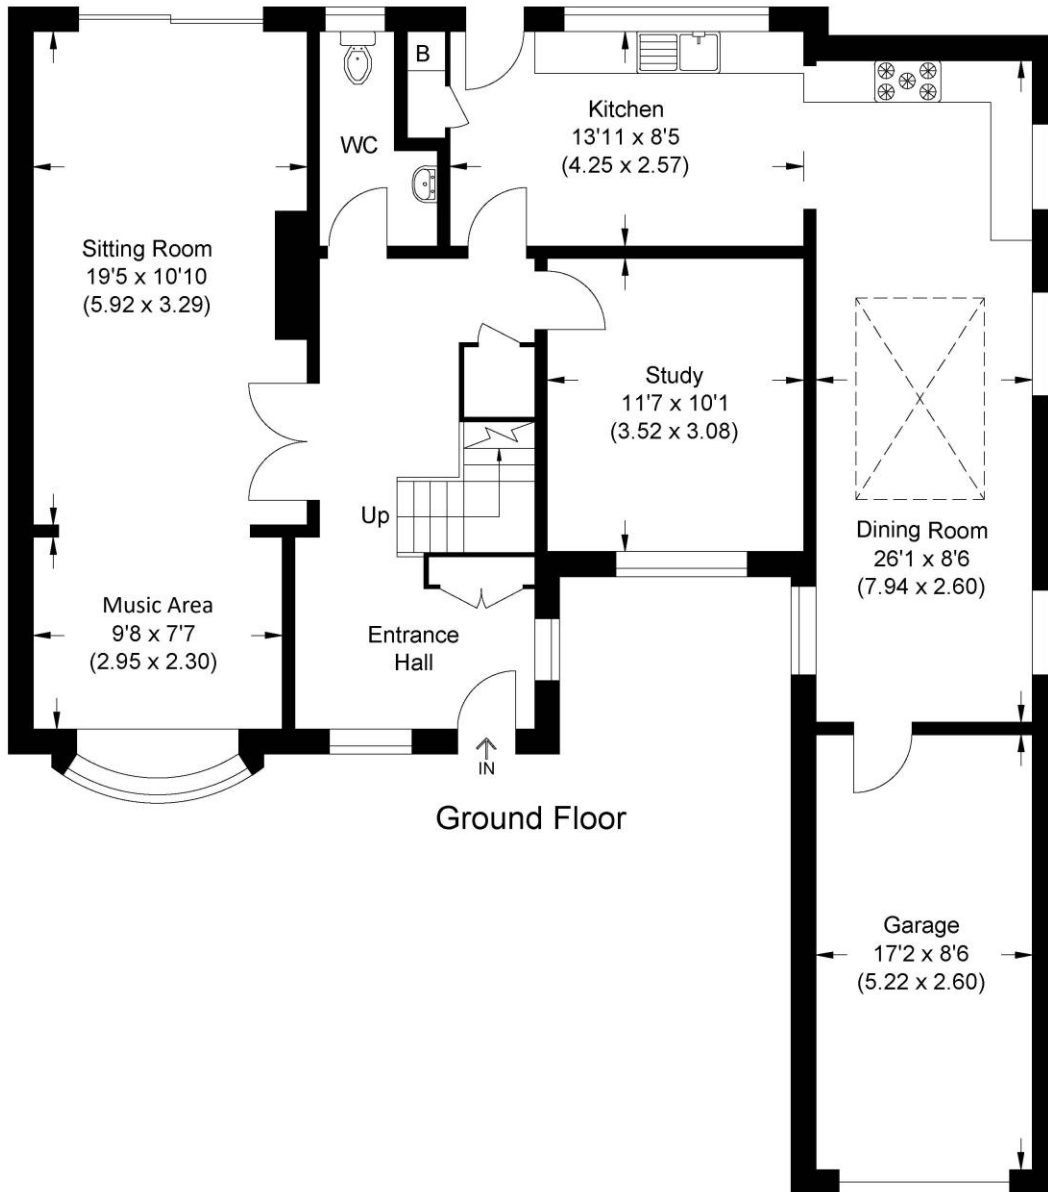 B
Kitchen
13'11 x 8'5
(4.25 x 2.57)
WC
Sitting Room
19'5 x 10'10
(5.92 x 3.29)
Study
11'7 x 10'1
(3.52 x 3.08)
Up
Dining Room
26'1 x 8'6
(7.94 x 2.60)
Music Area
9'8 x 7'7
(2.95 x 2.30)
Entrance
Hall
IN
Ground Floor
Garage
17'2 x 8'6
(5.22 x 2.60)